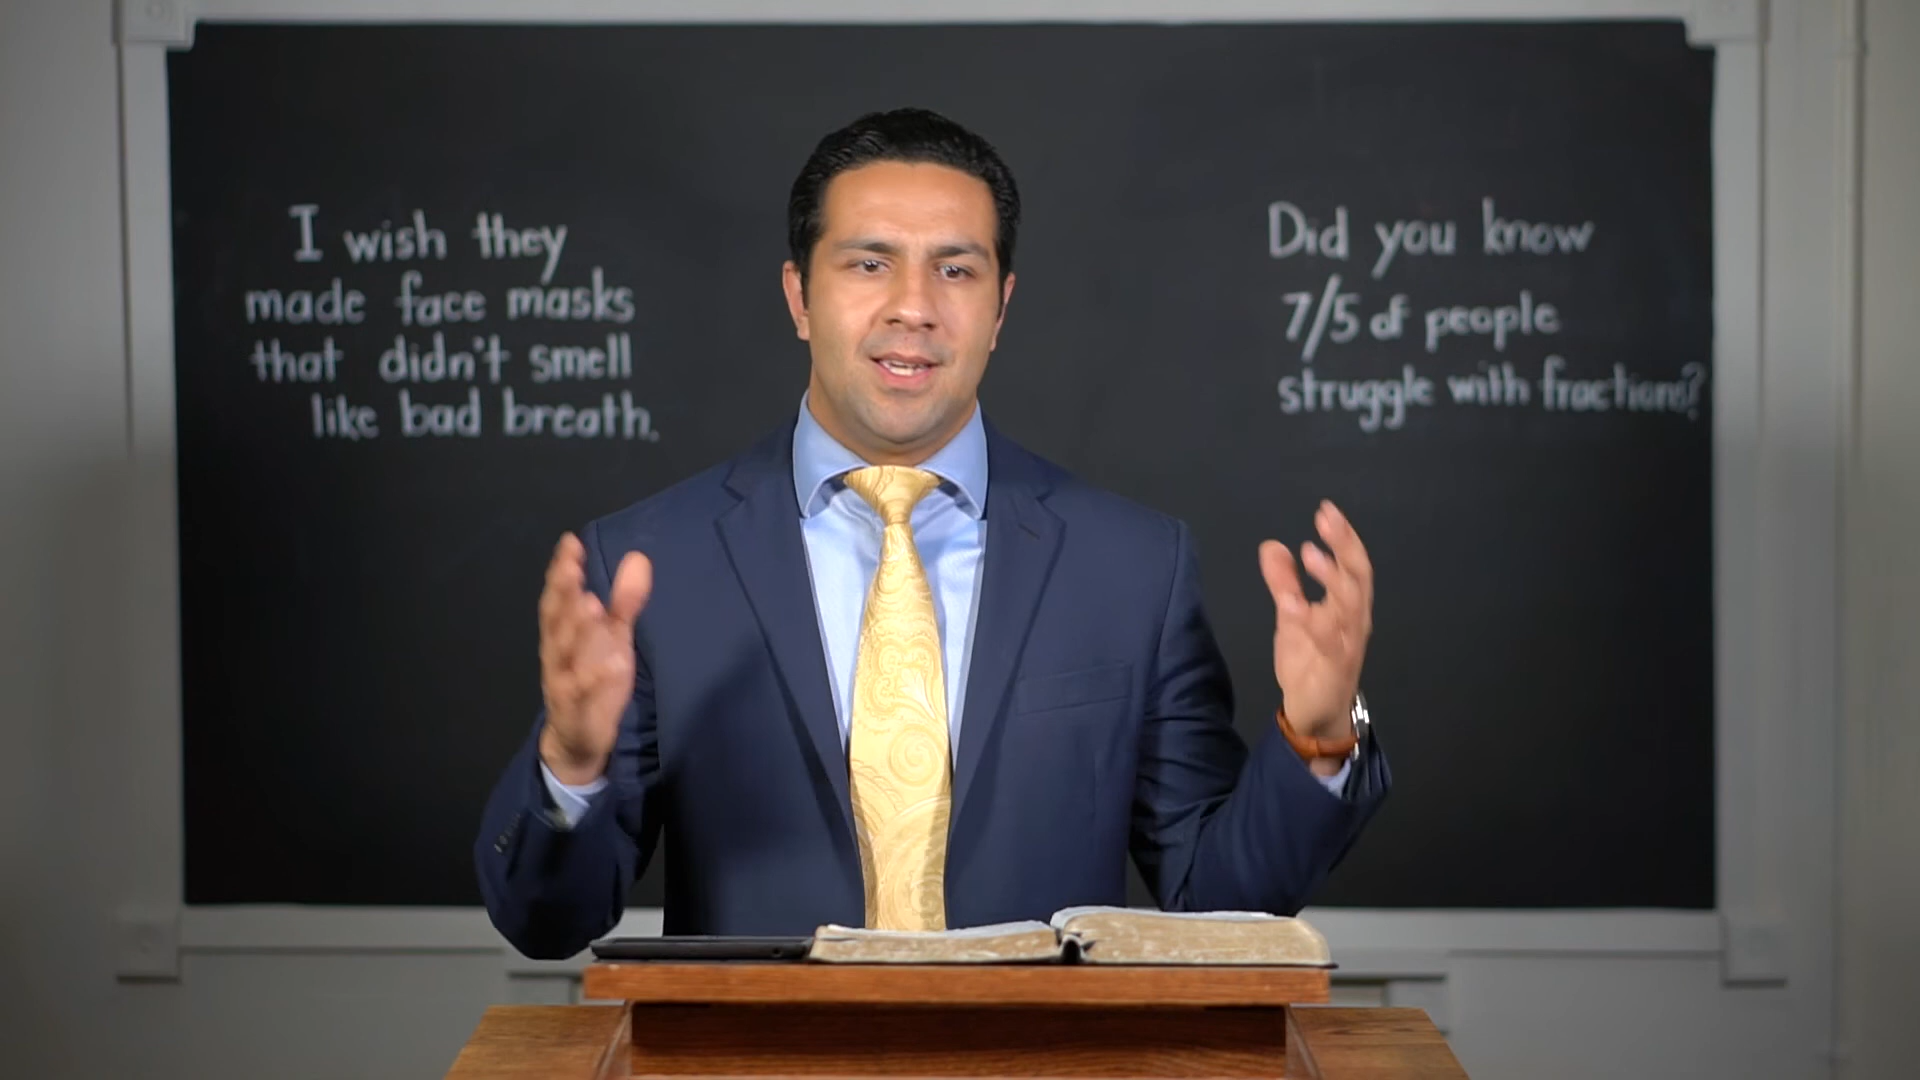 I wish they
made face masks
that didn't smell
like bad breath.
Did you know
7/5 of people
struggle with fractions?